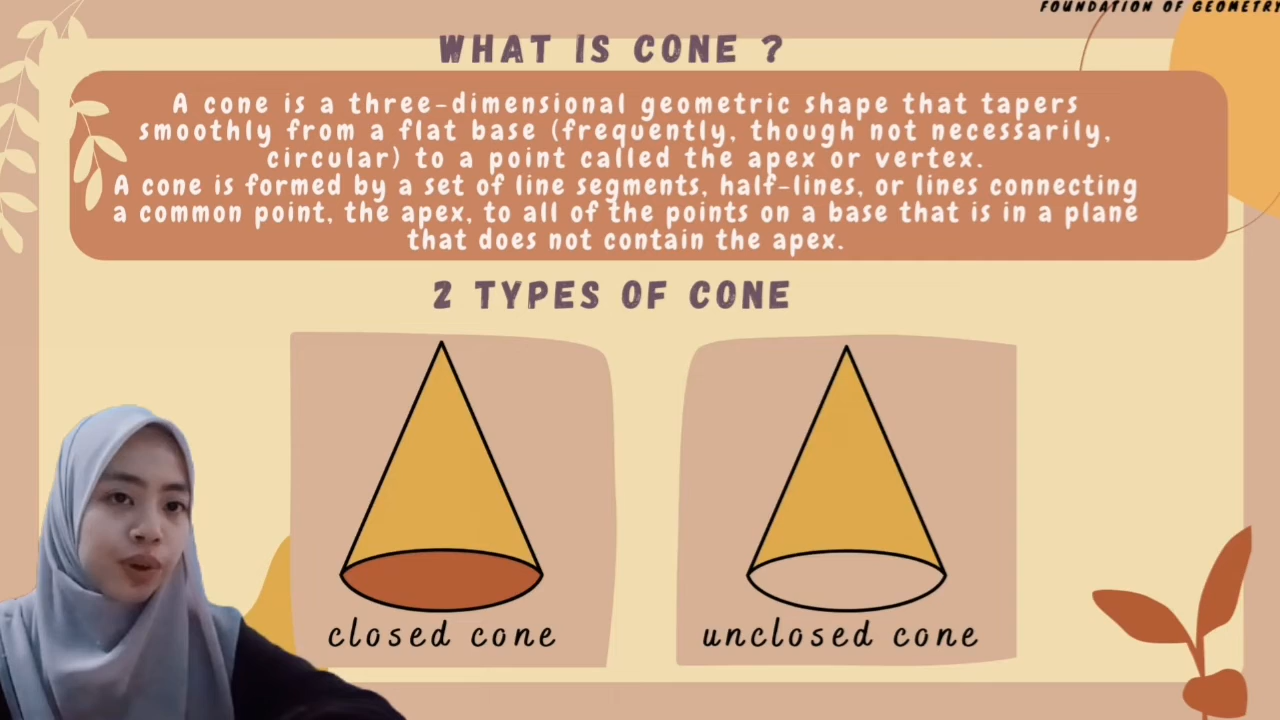 FOUNDATION OF GEOMETRY
WHAT IS CONE ?
A cone is a three-dimensional geometric shape that tapers
smoothly from a flat base (frequently, though not necessarily,
circular) to a point called the apex or vertex.
A cone is formed by a set of line segments, half-lines, or lines connecting
a common point, the apex, to all of the points on a base that is in a plane
that does not contain the apex.
2 TYPES OF CONE
closed cone
unclosed cone